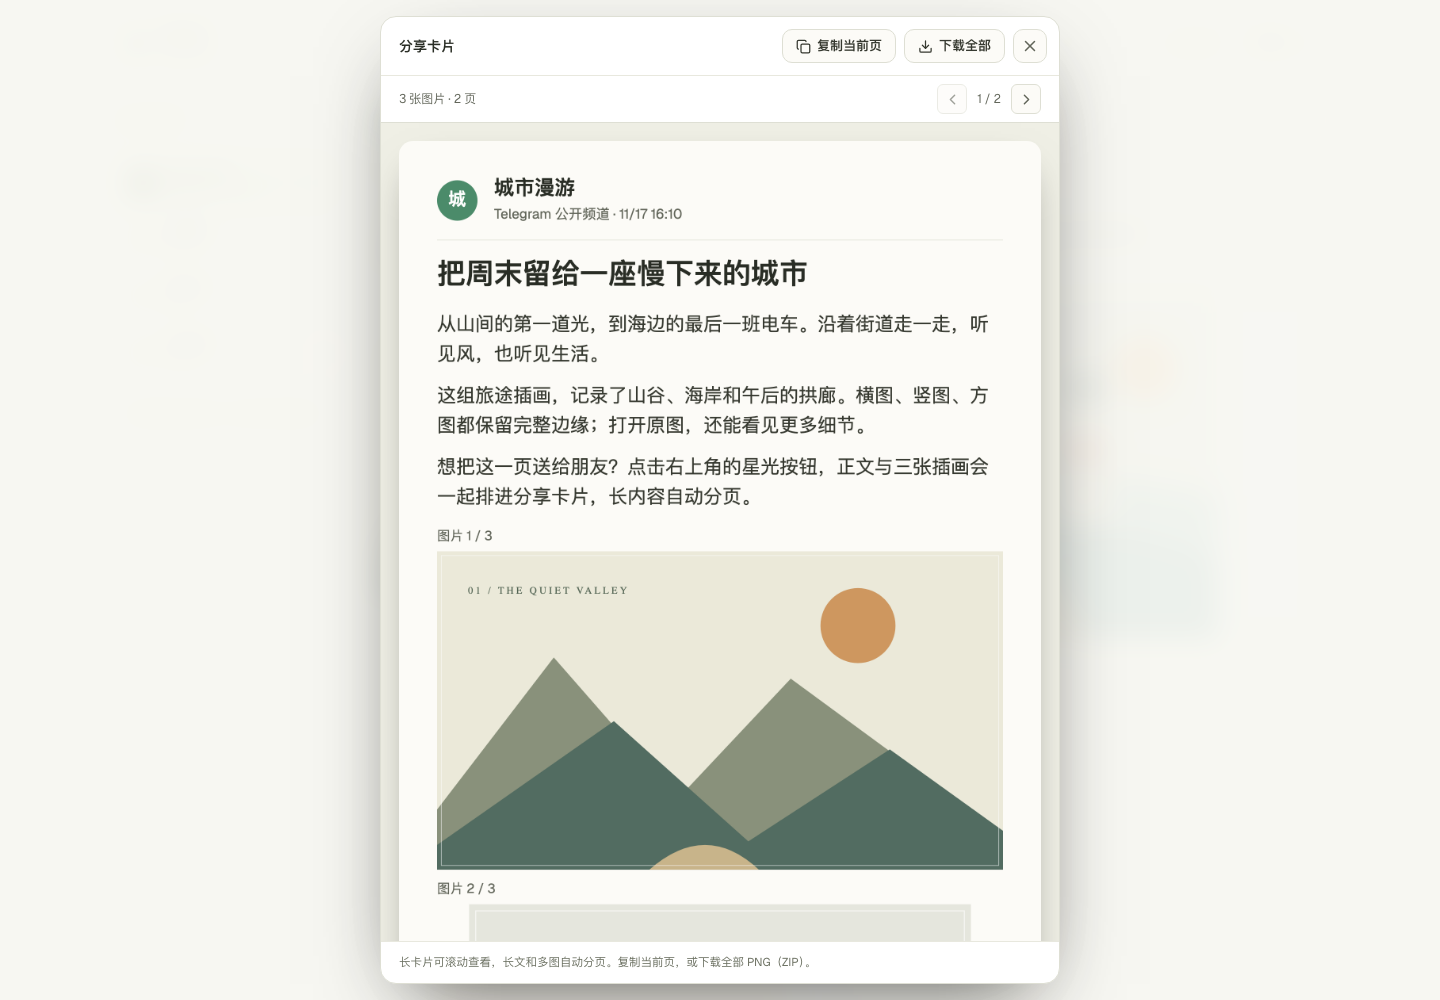 分享卡片
复制当前页
下载全部
3 张图片 · 2 页
1 / 2
城
城市漫游
Telegram 公开频道 · 11/17 16:10
把周末留给一座慢下来的城市
从山间的第一道光，到海边的最后一班电车。沿着街道走一走，听
见风，也听见生活。
这组旅途插画，记录了山谷、海岸和午后的拱廊。横图、竖图、方
图都保留完整边缘；打开原图，还能看见更多细节。
想把这一页送给朋友？点击右上角的星光按钮，正文与三张插画会
一起排进分享卡片，长内容自动分页。
图片 1 / 3
01 / THE QUIET VALLEY
图片 2 / 3
长卡片可滚动查看，长文和多图自动分页。复制当前页，或下载全部 PNG（ZIP）。